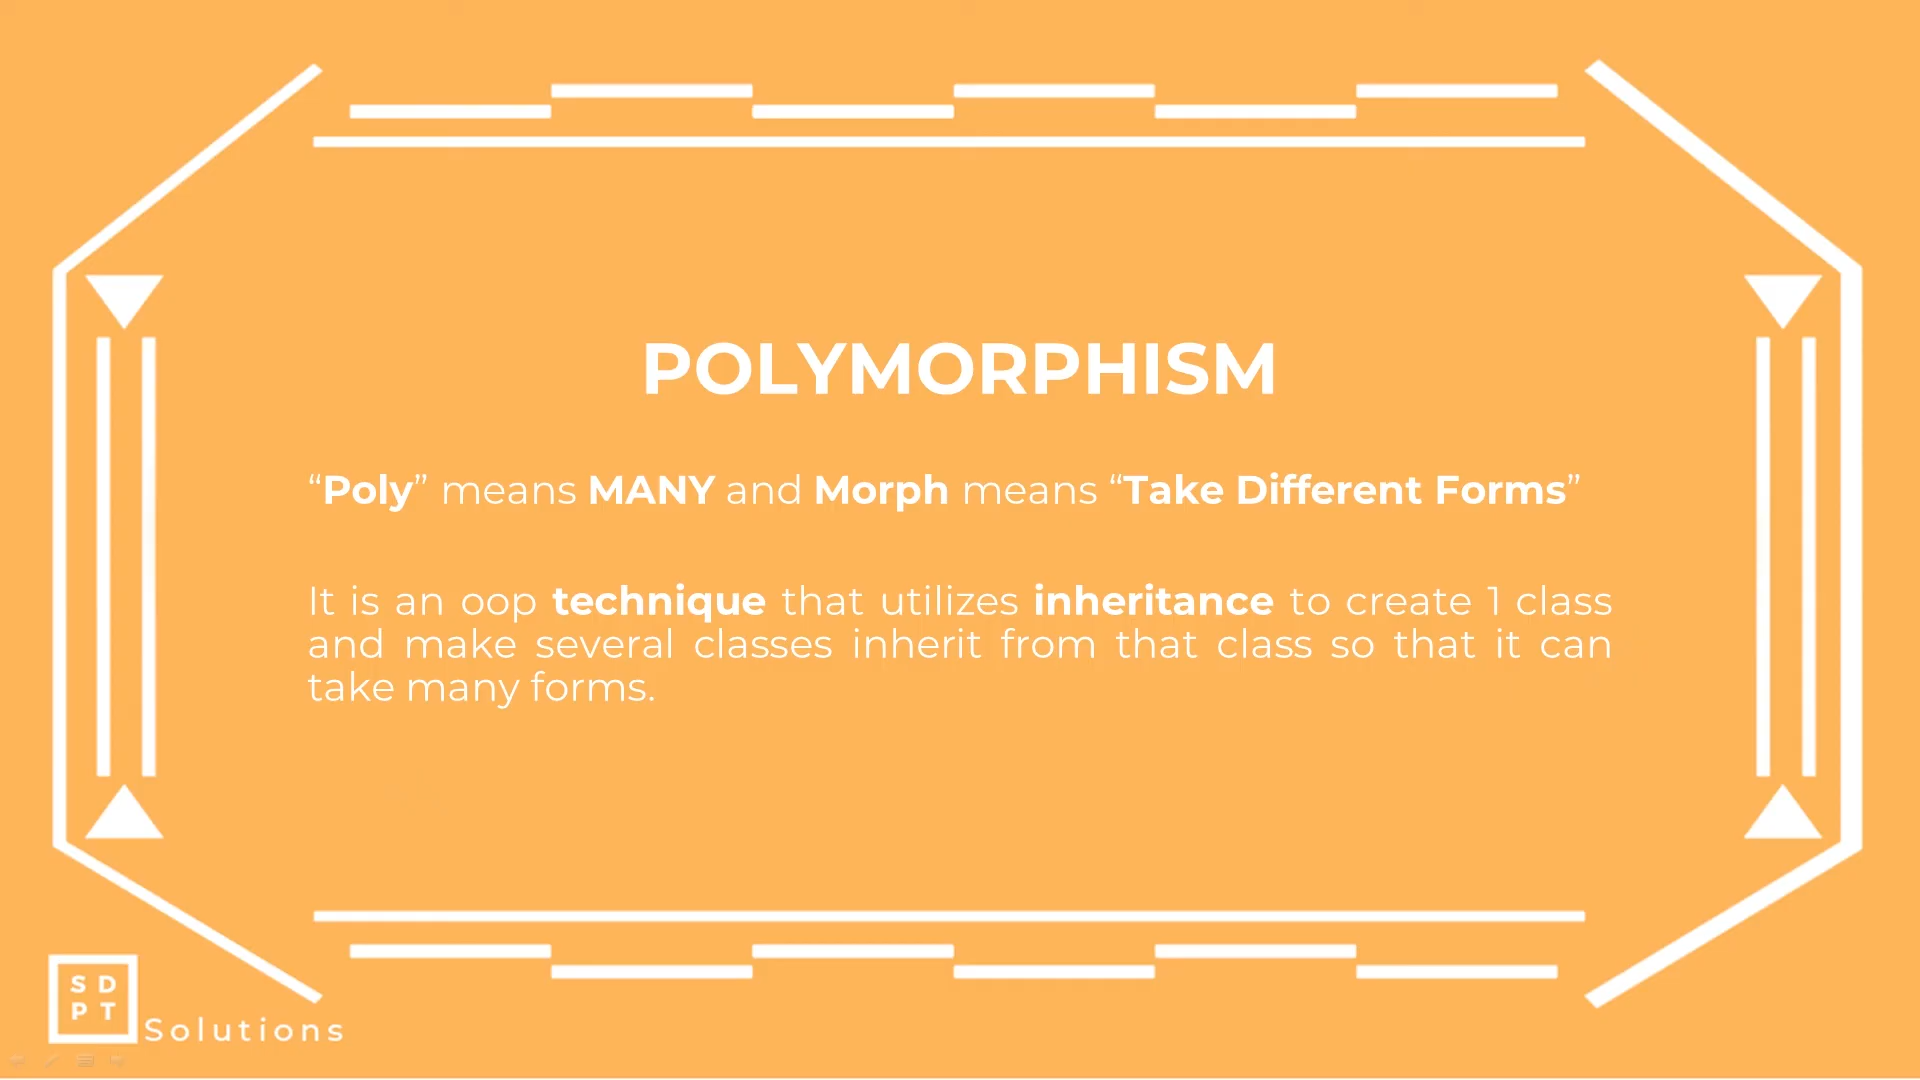 POLYMORPHISM
“Poly” means MANY and Morph means “Take Different Forms”
It is an oop technique that utilizes inheritance to create 1 class
and make several classes inherit from that class so that it can
take many forms.
S D
P T
Solutions